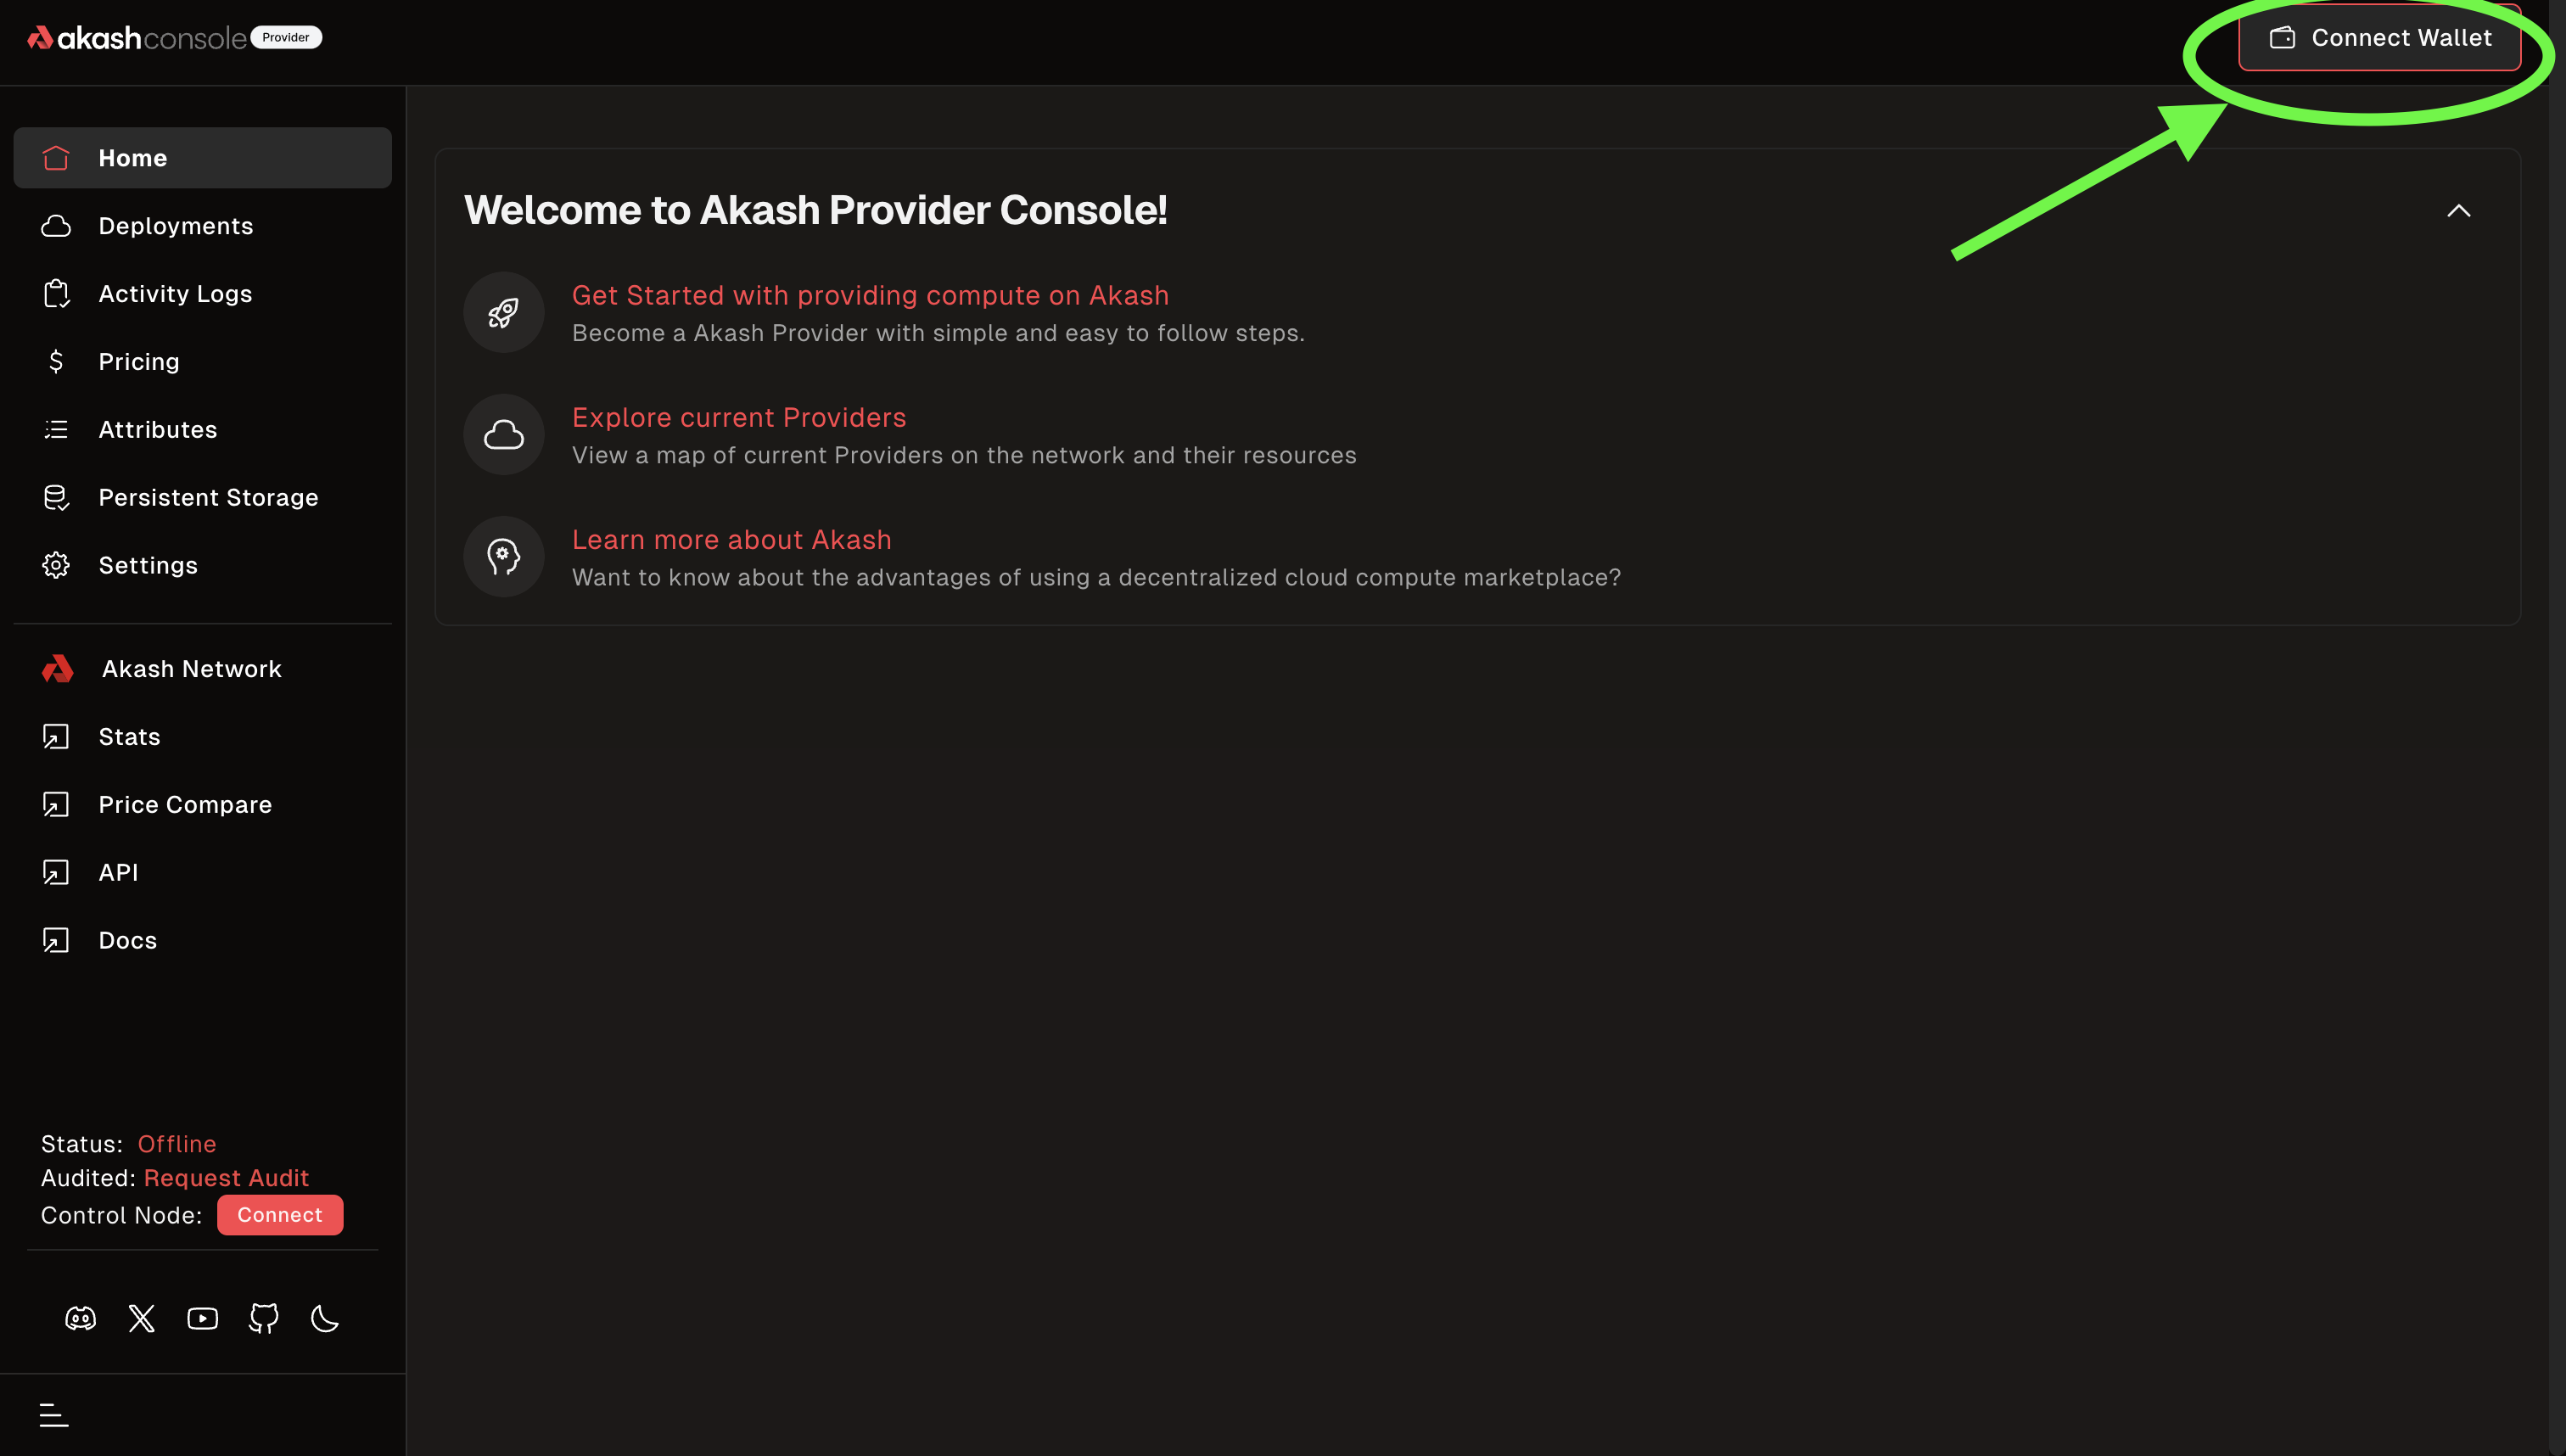 akashconsole Provider
Connect Wallet
Home
Deployments
Activity Logs
Pricing
Attributes
Persistent Storage
Settings
Akash Network
Stats
Price Compare
API
Docs
Status: Offline
Audited: Request Audit
Control Node: Connect
Welcome to Akash Provider Console!
Get Started with providing compute on Akash
Become a Akash Provider with simple and easy to follow steps.
Explore current Providers
View a map of current Providers on the network and their resources
Learn more about Akash
Want to know about the advantages of using a decentralized cloud compute marketplace?